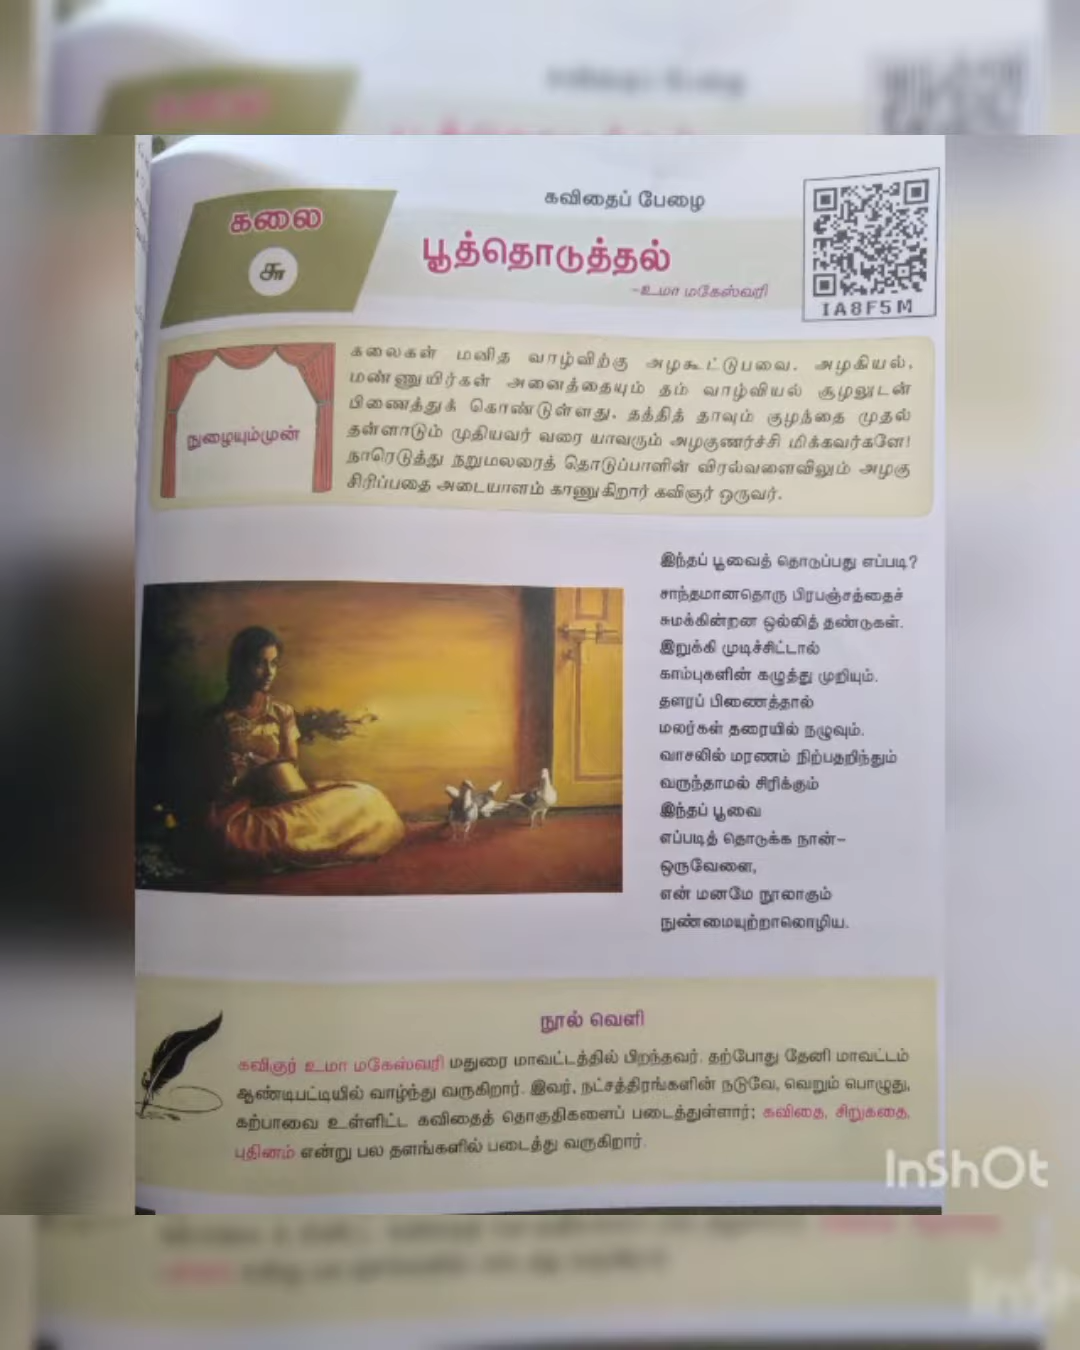 கவிதைப் பேழை
கலை
௬
பூத்தொடுத்தல்
-உமா மகேஸ்வரி
IA8F5M
நுழையும்முன்
கலைகள் மனித வாழ்விற்கு அழகூட்டுபவை. அழகியல்,
மண்ணுயிர்கள் அனைத்தையும் தம் வாழ்வியல் சூழலுடன்
பிணைத்துக் கொண்டுள்ளது. தத்தித் தாவும் குழந்தை முதல்
தள்ளாடும் முதியவர் வரை யாவரும் அழகுணர்ச்சி மிக்கவர்களே!
நாரெடுத்து நறுமலரைத் தொடுப்பாளின் விரல்வளைவிலும் அழகு
சிரிப்பதை அடையாளம் காணுகிறார் கவிஞர் ஒருவர்.
இந்தப் பூவைத் தொடுப்பது எப்படி?
சாந்தமானதொரு பிரபஞ்சத்தைச்
சுமக்கின்றன ஒல்லித் தண்டுகள்.
இறுக்கி முடிச்சிட்டால்
காம்புகளின் கழுத்து முறியும்.
தளரப் பிணைத்தால்
மலர்கள் தரையில் நழுவும்.
வாசலில் மரணம் நிற்பதறிந்தும்
வருந்தாமல் சிரிக்கும்
இந்தப் பூவை
எப்படித் தொடுக்க நான்-
ஒருவேளை,
என் மனமே நூலாகும்
நுண்மையுற்றாலொழிய.
நூல் வெளி
கவிஞர் உமா மகேஸ்வரி மதுரை மாவட்டத்தில் பிறந்தவர். தற்போது தேனி மாவட்டம்
ஆண்டிபட்டியில் வாழ்ந்து வருகிறார். இவர், நட்சத்திரங்களின் நடுவே, வெறும் பொழுது,
கற்பாவை உள்ளிட்ட கவிதைத் தொகுதிகளைப் படைத்துள்ளார்; கவிதை, சிறுகதை,
புதினம் என்று பல தளங்களில் படைத்து வருகிறார்.
InShOt